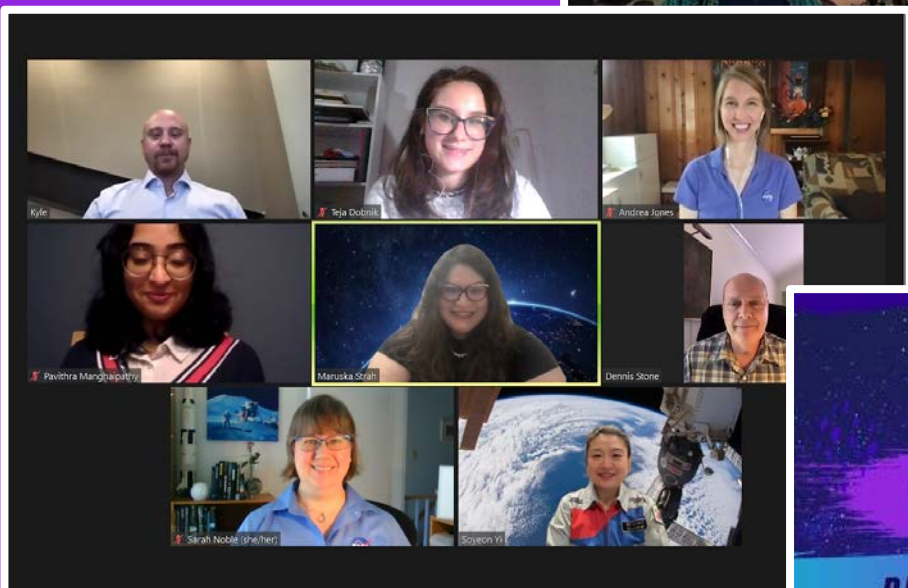 Kyle
Teja Dobnik
Andrea Jones
Pavithra Manghaipathy
Maruska Strah
Dennis Stone
Sarah Noble (she/her)
Soyeon Yi